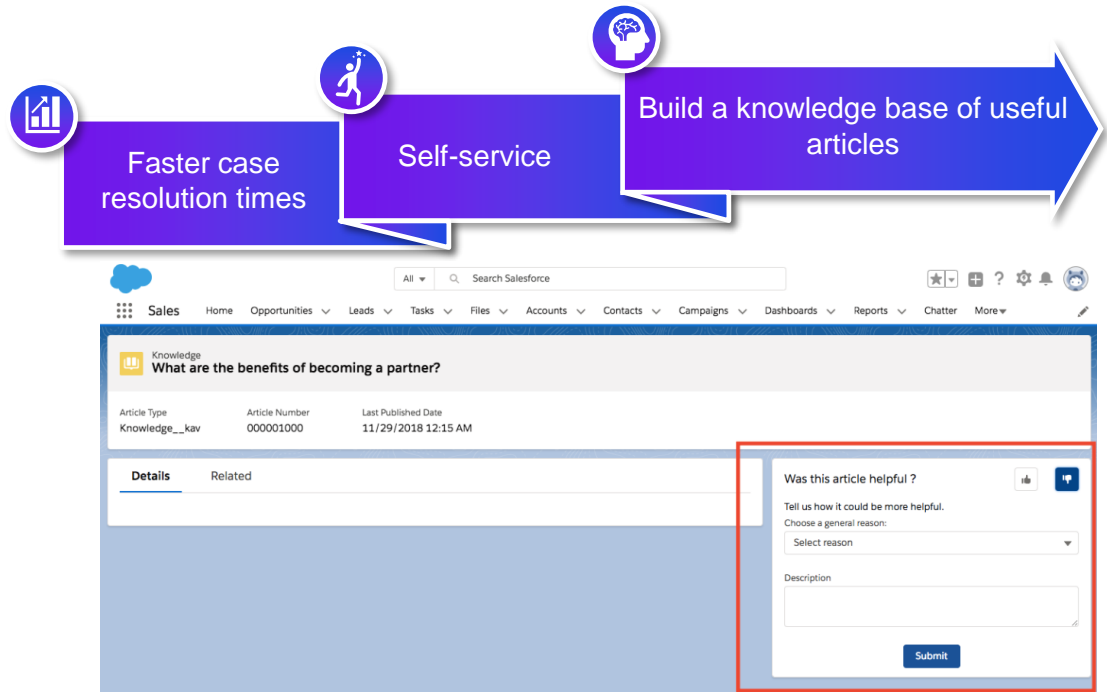 Faster case
resolution times
Self-service
Build a knowledge base of useful
articles
All Search Salesforce
Sales Home Opportunities Leads Tasks Files Accounts Contacts Campaigns Dashboards Reports Chatter More
Knowledge
What are the benefits of becoming a partner?
Article Type Article Number Last Published Date
Knowledge__kav 000001000 11/29/2018 12:15 AM
Details Related
Was this article helpful ?
Tell us how it could be more helpful.
Choose a general reason:
Select reason
Description
Submit